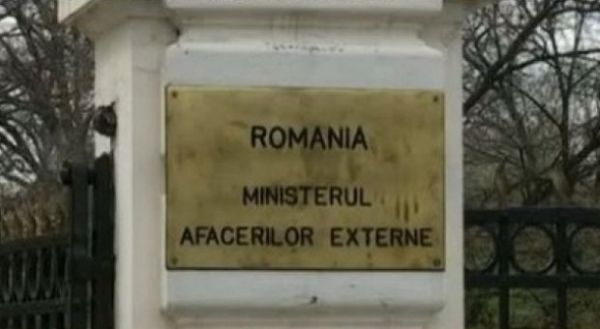 ROMANIA
MINISTERUL
AFACERILOR EXTERNE